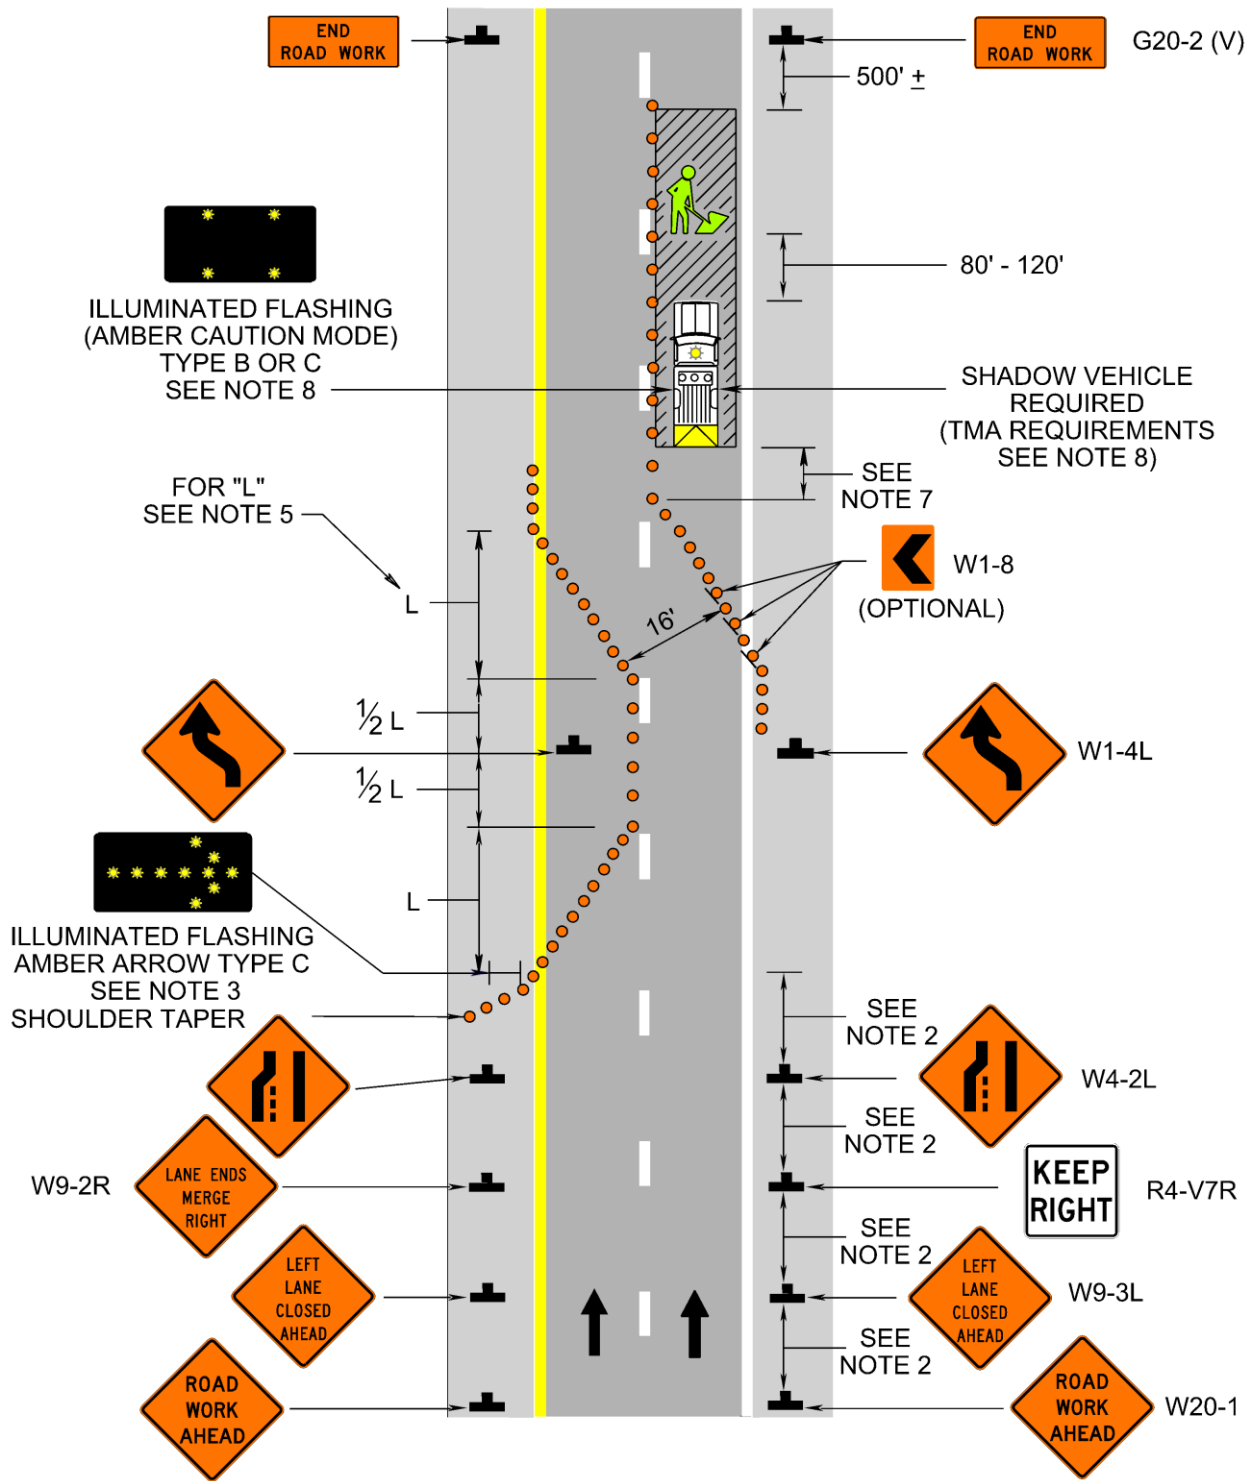 END
ROAD WORK
END
ROAD WORK
G20-2 (V)
500' ±
80' - 120'
ILLUMINATED FLASHING
(AMBER CAUTION MODE)
TYPE B OR C
SEE NOTE 8
SHADOW VEHICLE
REQUIRED
(TMA REQUIREMENTS
SEE NOTE 8)
SEE
NOTE 7
FOR "L"
SEE NOTE 5
W1-8
(OPTIONAL)
L
16'
½ L
W1-4L
½ L
L
ILLUMINATED FLASHING
AMBER ARROW TYPE C
SEE NOTE 3
SHOULDER TAPER
SEE
NOTE 2
W4-2L
SEE
NOTE 2
W9-2R
LANE ENDS
MERGE
RIGHT
KEEP
RIGHT
R4-V7R
SEE
NOTE 2
LEFT
LANE
CLOSED
AHEAD
LEFT
LANE
CLOSED
AHEAD
W9-3L
SEE
NOTE 2
ROAD
WORK
AHEAD
ROAD
WORK
AHEAD
W20-1